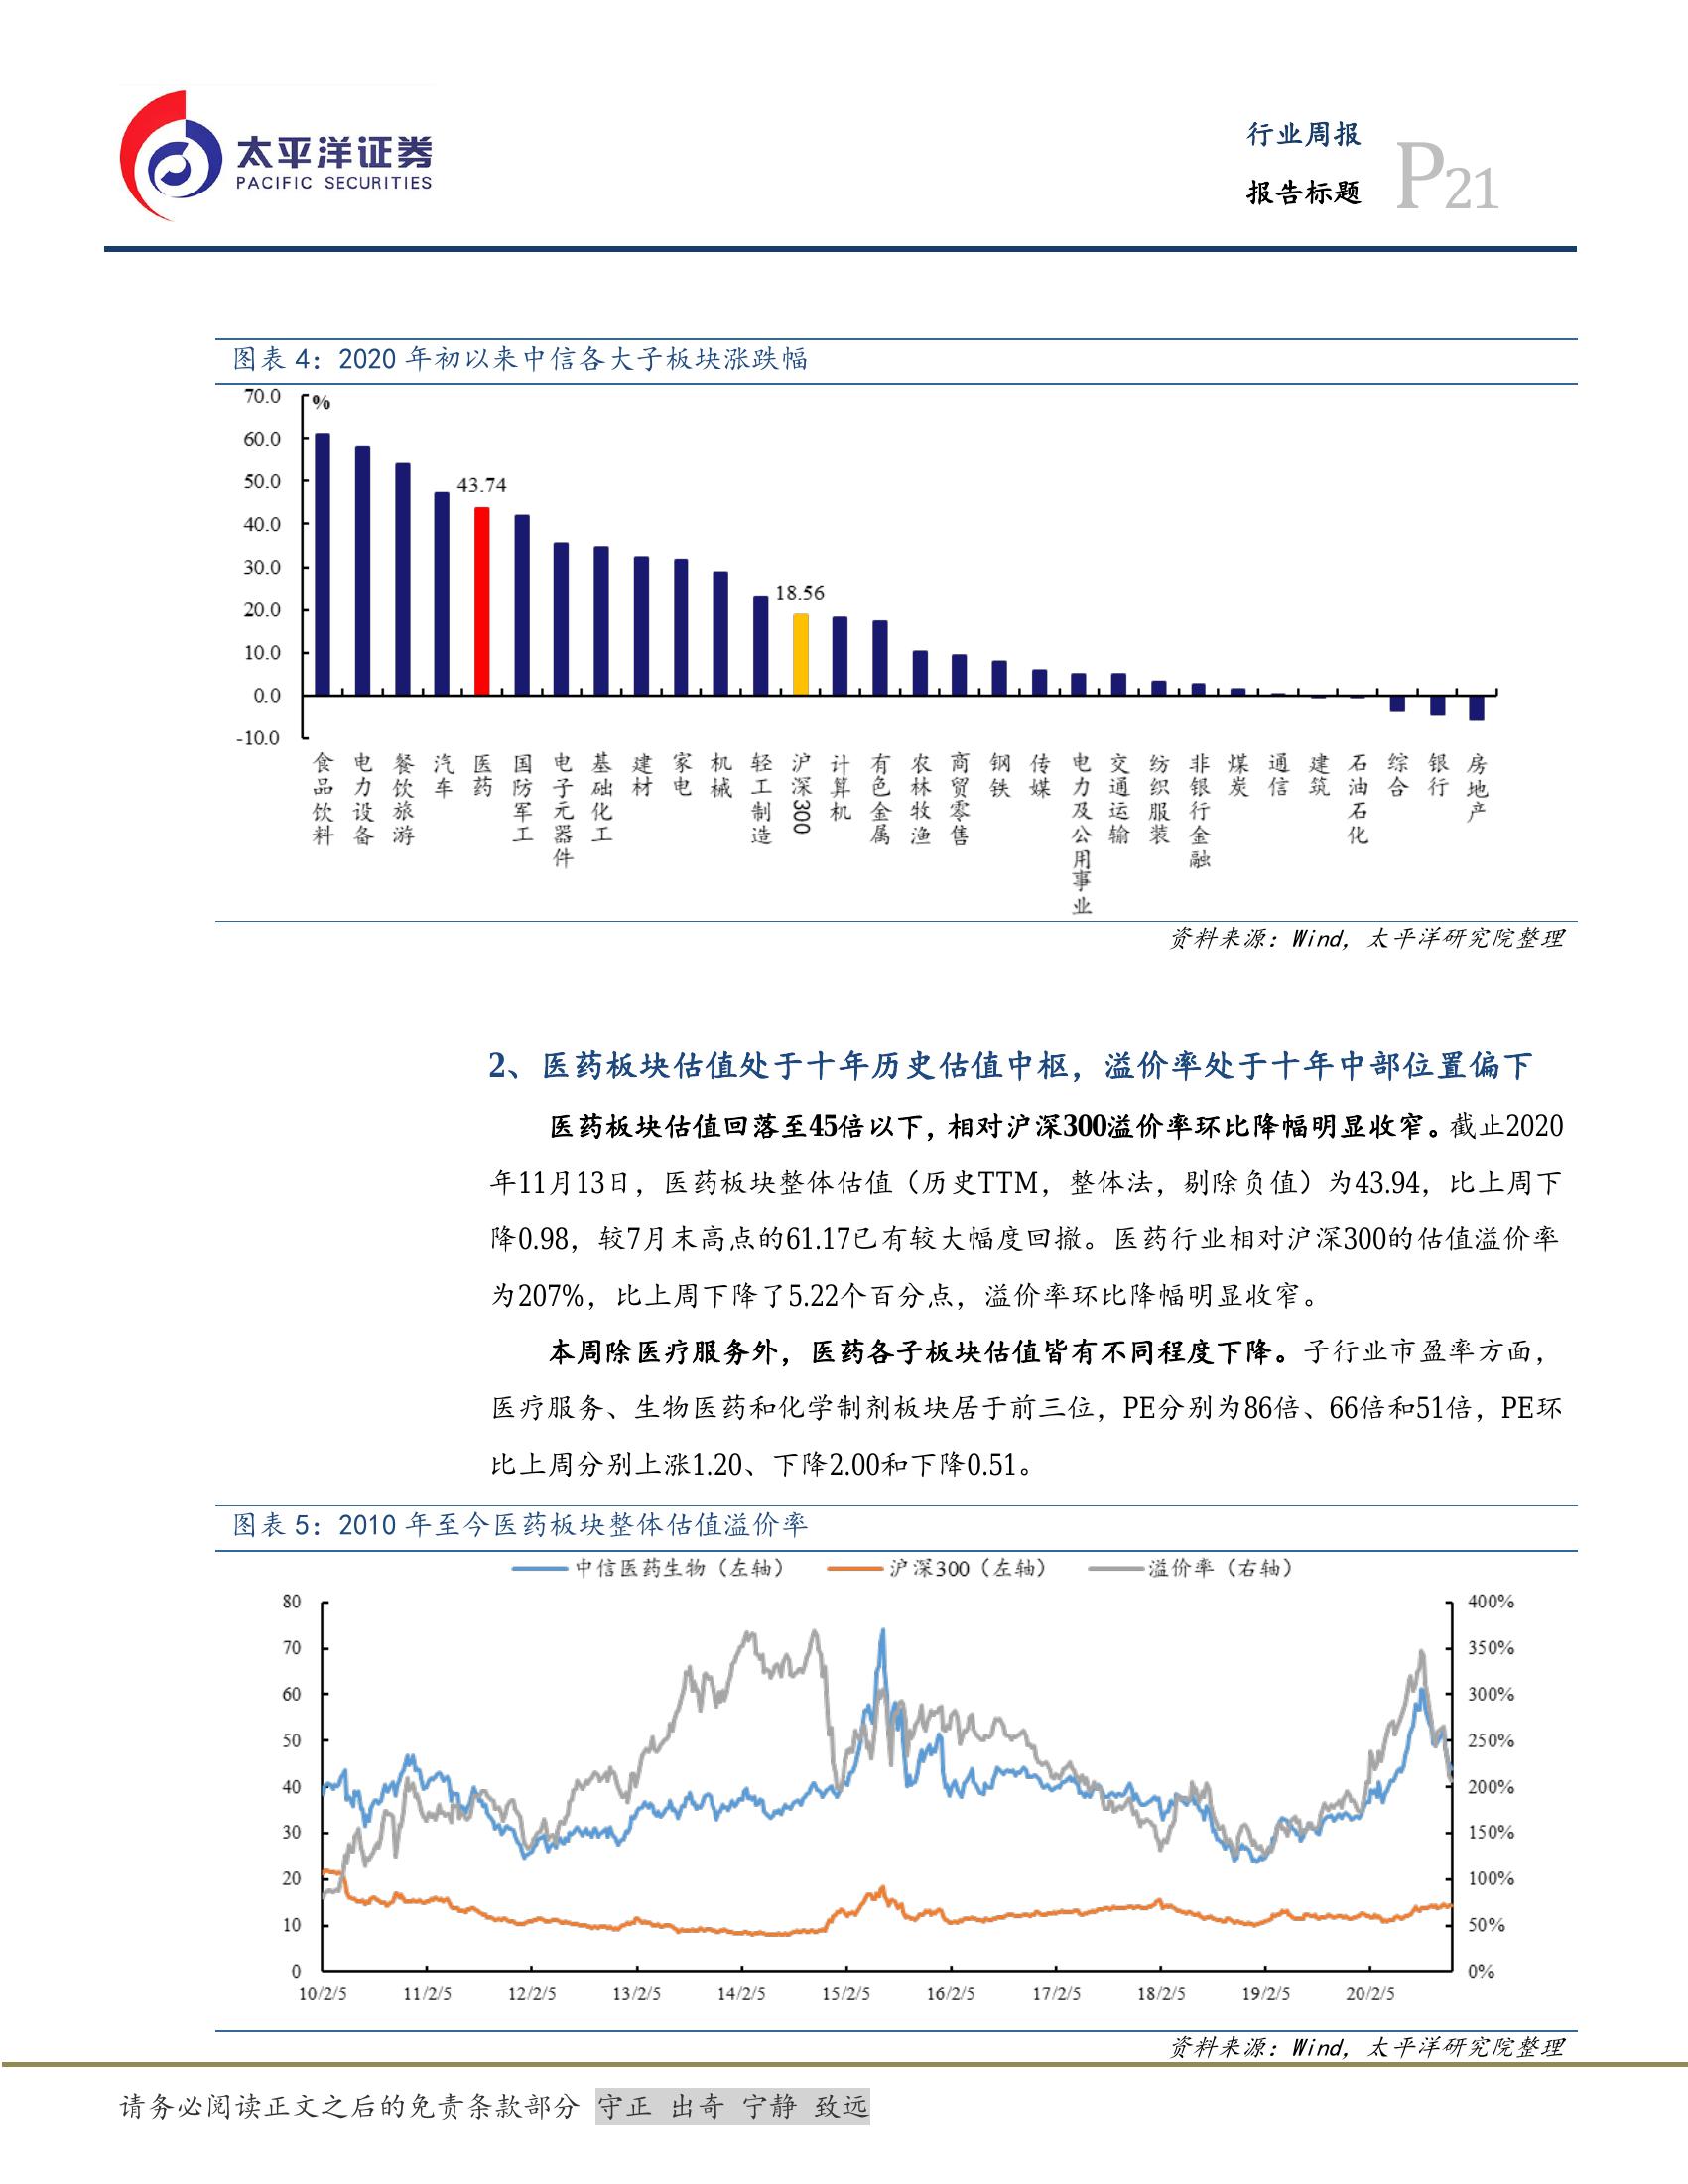 太平洋证券
PACIFIC SECURITIES
行业周报
报告标题
P21
图表 4：2020 年初以来中信各大子板块涨跌幅
%
70.0
60.0
50.0
40.0
30.0
20.0
10.0
0.0
-10.0
43.74
18.56
食品饮料
电力设备
餐饮旅游
汽车
医药
国防军工
电子元器件
基础化工
建材
家电
机械
轻工制造
沪深300
计算机
有色金属
农林牧渔
商贸零售
钢铁
传媒
电力及公用事业
交通运输
纺织服装
非银行金融
煤炭
通信
建筑
石油石化
综合
银行
房地产
资料来源：Wind，太平洋研究院整理
2、医药板块估值处于十年历史估值中枢，溢价率处于十年中部位置偏下
医药板块估值回落至45倍以下，相对沪深300溢价率环比降幅明显收窄。截止2020
年11月13日，医药板块整体估值（历史TTM，整体法，剔除负值）为43.94，比上周下
降0.98，较7月末高点的61.17已有较大幅度回撤。医药行业相对沪深300的估值溢价率
为207%，比上周下降了5.22个百分点，溢价率环比降幅明显收窄。
本周除医疗服务外，医药各子板块估值皆有不同程度下降。子行业市盈率方面，
医疗服务、生物医药和化学制剂板块居于前三位，PE分别为86倍、66倍和51倍，PE环
比上周分别上涨1.20、下降2.00和下降0.51。
图表 5：2010 年至今医药板块整体估值溢价率
中信医药生物（左轴） 沪深300（左轴） 溢价率（右轴）
80
70
60
50
40
30
20
10
0
400%
350%
300%
250%
200%
150%
100%
50%
0%
10/2/5 11/2/5 12/2/5 13/2/5 14/2/5 15/2/5 16/2/5 17/2/5 18/2/5 19/2/5 20/2/5
资料来源：Wind，太平洋研究院整理
请务必阅读正文之后的免责条款部分 守正 出奇 宁静 致远